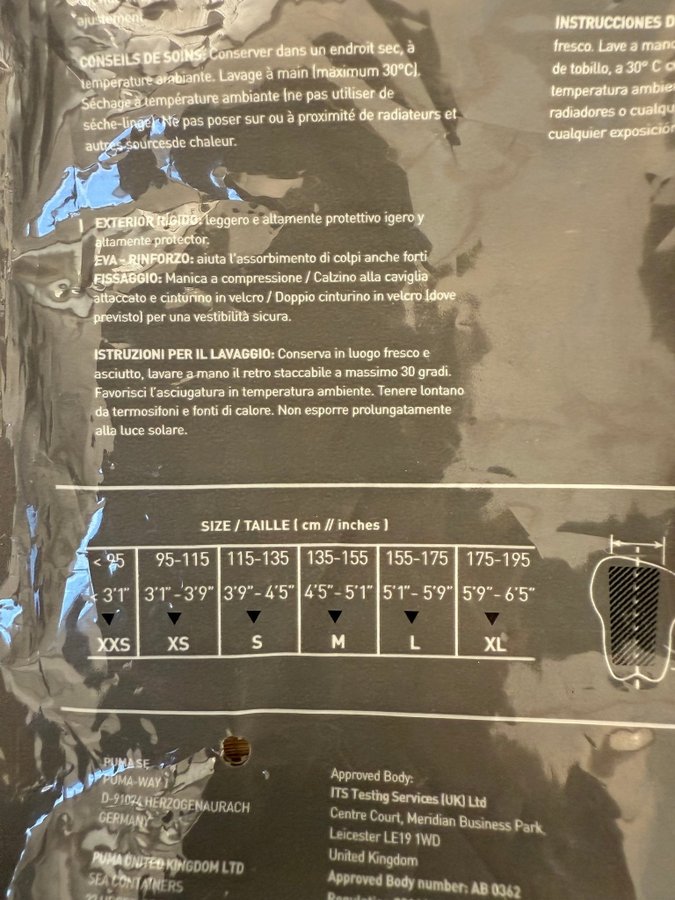 ajustement
CONSEILS DE SOINS: Conserver dans un endroit sec, à
température ambiante. Lavage à main (maximum 30°C).
Séchage à température ambiante (ne pas utiliser de
séche-linge). Ne pas poser sur ou à proximité de radiateurs et
autres sourcesde chaleur.
INSTRUCCIONES D
fresco. Lave a mano
de tobillo, a 30° C c
temperatura ambie
radiadores o cualqu
cualquier exposición
EXTERIOR RÍGIDO: leggero e altamente protettivo igero y
altamente protector.
EVA - RINFORZO: aiuta l'assorbimento di colpi anche forti
FISSAGGIO: Manica a compressione / Calzino alla caviglia
attaccato e cinturino in velcro / Doppio cinturino in velcro (dove
previsto) per una vestibilità sicura.
ISTRUZIONI PER IL LAVAGGIO: Conserva in luogo fresco e
asciutto, lavare a mano il retro staccabile a massimo 30 gradi.
Favorisci l'asciugatura in temperatura ambiente. Tenere lontano
da termosifoni e fonti di calore. Non esporre prolungatamente
alla luce solare.
SIZE / TAILLE ( cm // inches )
< 95 95-115 115-135 135-155 155-175 175-195
< 3'1” 3'1” -3'9” 3'9”- 4'5” 4'5” - 5'1” 5'1” - 5'9” 5'9” - 6'5”
XXS XS S M L XL
PUMA SE
PUMA-WAY 1
D-91074 HERZOGENAURACH
GERMANY
PUMA UNITED KINGDOM LTD
SEA CONTAINERS
Approved Body:
ITS Testhg Services (UK) Ltd
Centre Court, Meridian Business Park
Leicester LE19 1WD
United Kingdom
Approved Body number: AB 0362